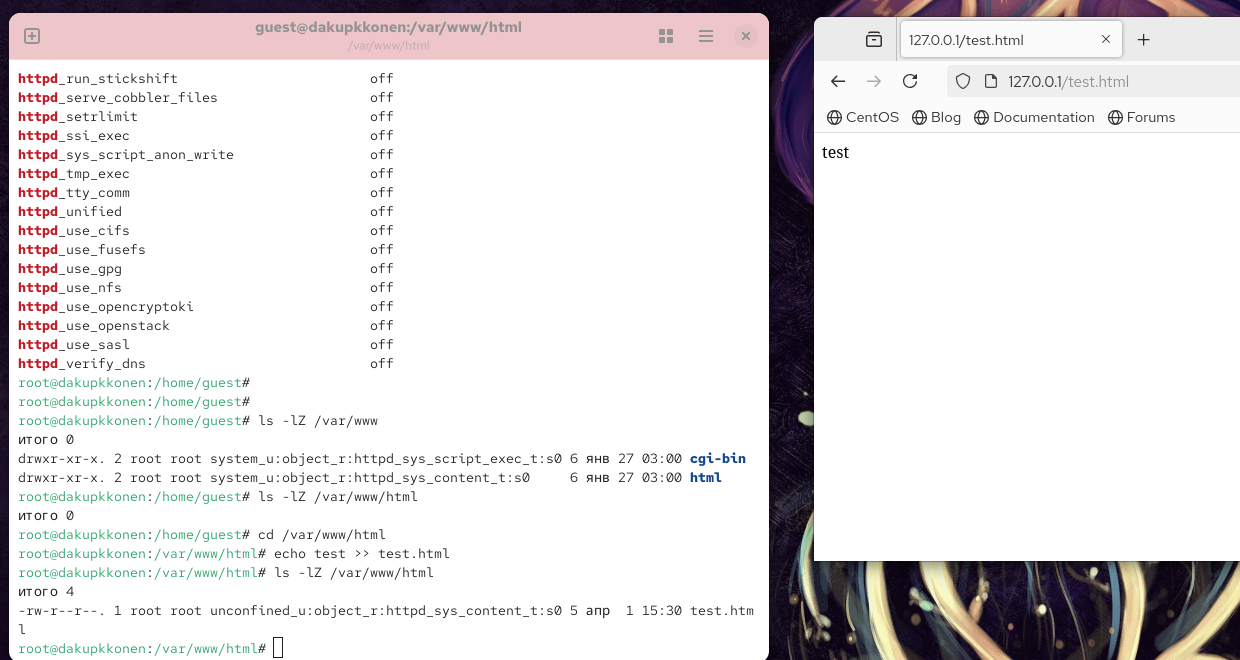 guest@dakupkkonen:/var/www/html
/var/www/html
httpd_run_stickshift off
httpd_serve_cobbler_files off
httpd_setrlimit off
httpd_ssi_exec off
httpd_sys_script_anon_write off
httpd_tmp_exec off
httpd_tty_comm off
httpd_unified off
httpd_use_cifs off
httpd_use_fusefs off
httpd_use_gpg off
httpd_use_nfs off
httpd_use_opencryptoki off
httpd_use_openstack off
httpd_use_sasl off
httpd_verify_dns off
root@dakupkkonen:/home/guest#
root@dakupkkonen:/home/guest#
root@dakupkkonen:/home/guest# ls -lZ /var/www
итого 0
drwxr-xr-x. 2 root root system_u:object_r:httpd_sys_script_exec_t:s0 6 янв 27 03:00 cgi-bin
drwxr-xr-x. 2 root root system_u:object_r:httpd_sys_content_t:s0 6 янв 27 03:00 html
root@dakupkkonen:/home/guest# ls -lZ /var/www/html
итого 0
root@dakupkkonen:/home/guest# cd /var/www/html
root@dakupkkonen:/var/www/html# echo test >> test.html
root@dakupkkonen:/var/www/html# ls -lZ /var/www/html
итого 4
-rw-r--r--. 1 root root unconfined_u:object_r:httpd_sys_content_t:s0 5 апр 1 15:30 test.htm
l
root@dakupkkonen:/var/www/html#
127.0.0.1/test.html
127.0.0.1/test.html
CentOS Blog Documentation Forums
test